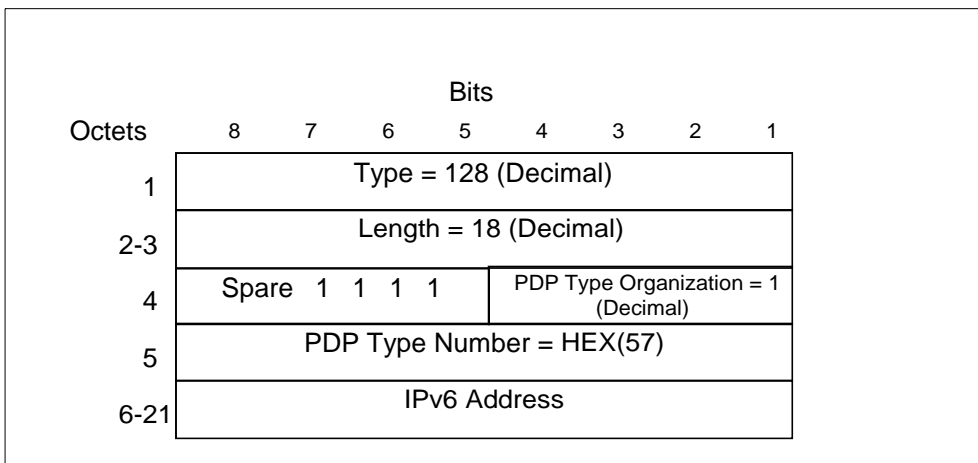 Bits
Octets 8 7 6 5 4 3 2 1
1 Type = 128 (Decimal)
2-3 Length = 18 (Decimal)
4 Spare 1 1 1 1 PDP Type Organization = 1
(Decimal)
5 PDP Type Number = HEX(57)
6-21 IPv6 Address